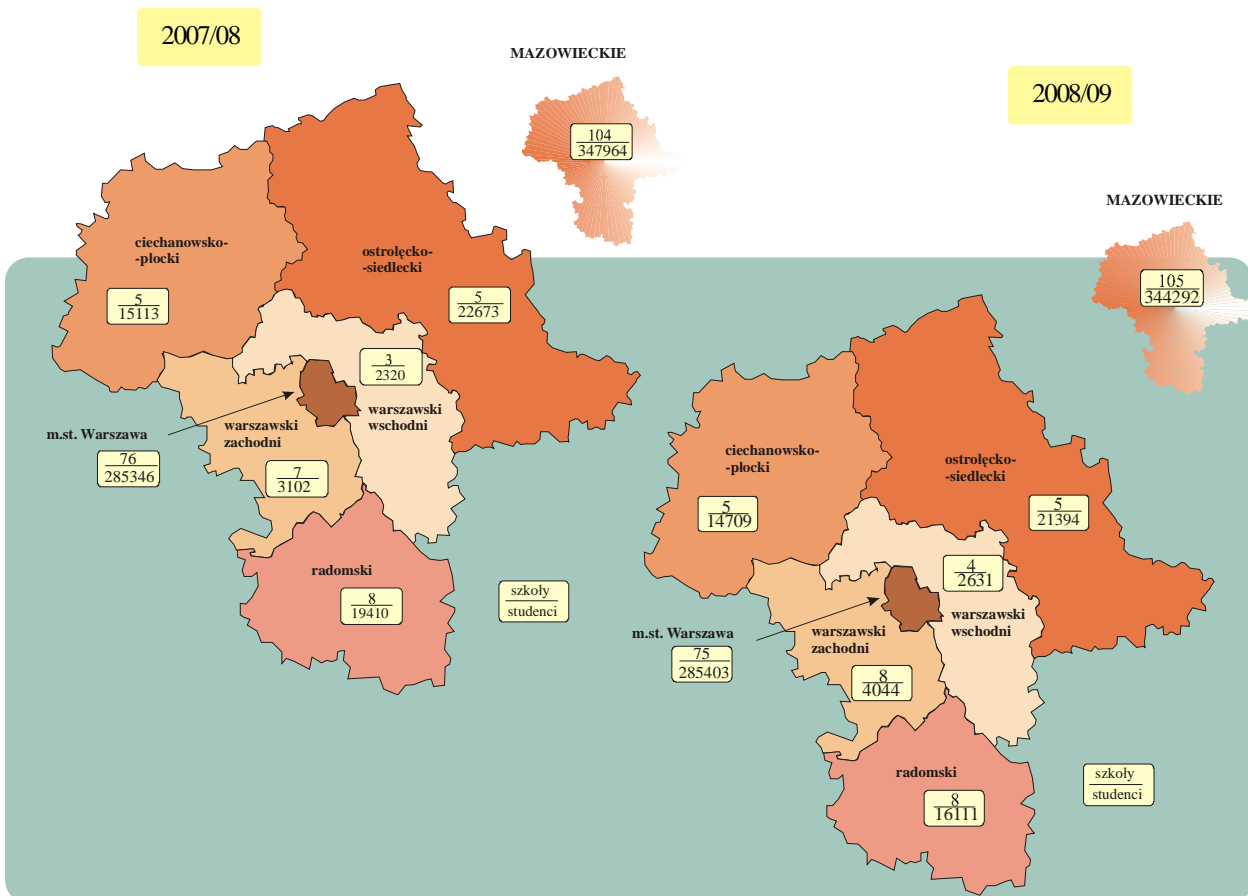 2007/08
MAZOWIECKIE
104
347964
ciechanowsko-
-płocki
5
15113
ostrołęcko-
-siedlecki
5
22673
3
2320
warszawski
wschodni
m.st. Warszawa
76
285346
warszawski
zachodni
7
3102
radomski
8
19410
szkoły
studenci
2008/09
MAZOWIECKIE
105
344292
ciechanowsko-
-płocki
5
14709
ostrołęcko-
-siedlecki
5
21394
4
2631
warszawski
wschodni
m.st. Warszawa
75
285403
warszawski
zachodni
8
4044
radomski
8
16111
szkoły
studenci